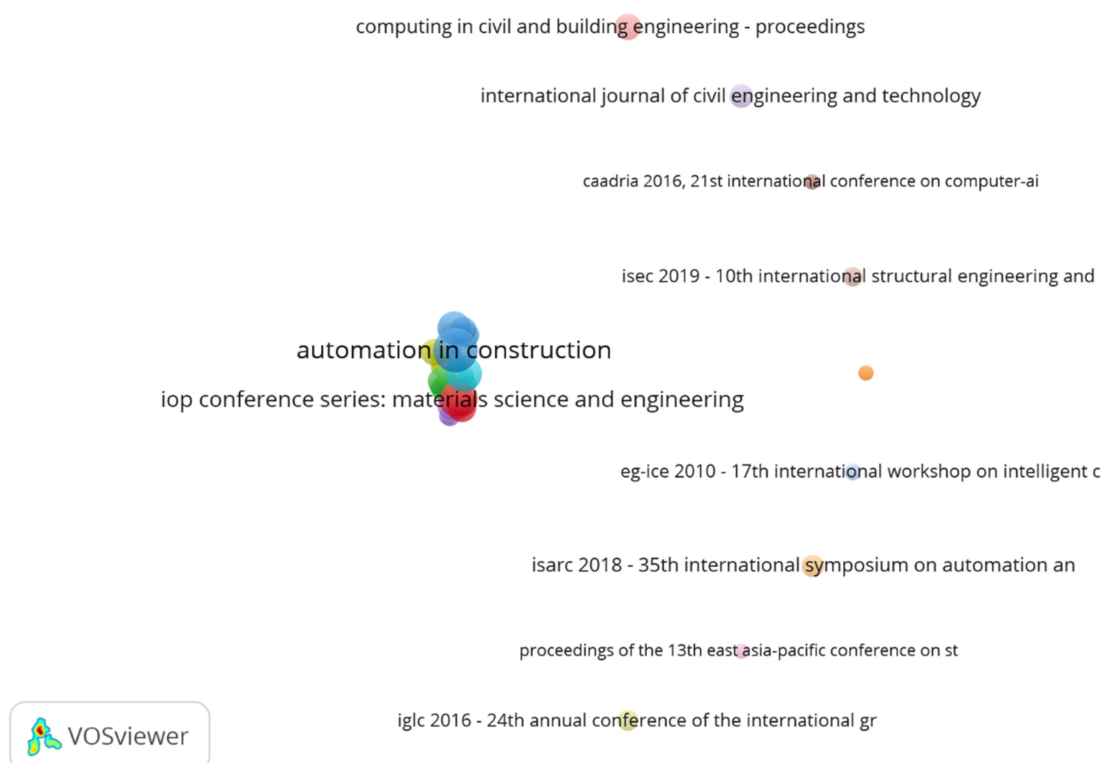 computing in civil and building engineering - proceedings
international journal of civil engineering and technology
caadria 2016, 21st international conference on computer-ai
isec 2019 - 10th international structural engineering and
automation in construction
iop conference series: materials science and engineering
eg-ice 2010 - 17th international workshop on intelligent c
isarc 2018 - 35th international symposium on automation an
proceedings of the 13th east asia-pacific conference on st
iglc 2016 - 24th annual conference of the international gr
VOSviewer